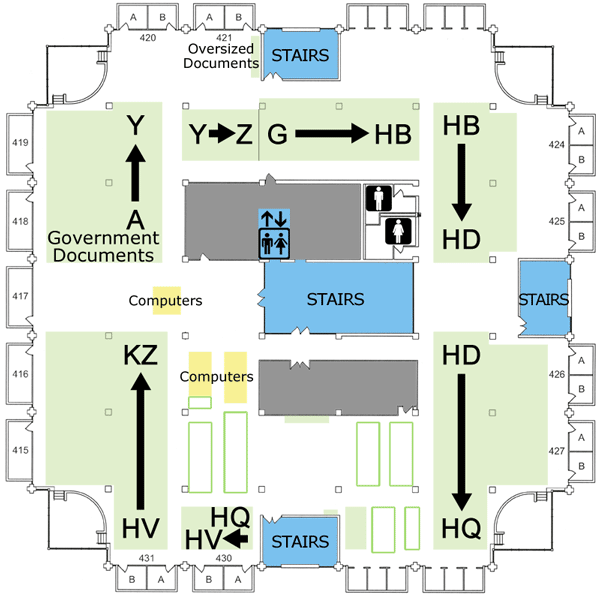 A B
A B
420
421
Oversized
Documents
STAIRS
Y
Y Z
G HB
HB
419
424
A
B
418
A
Government
Documents
HD
425
A
B
417
Computers
STAIRS
STAIRS
416
KZ
Computers
HD
426
A
B
415
427
A
B
HV
HQ
HV
STAIRS
HQ
431
430
B A
B A